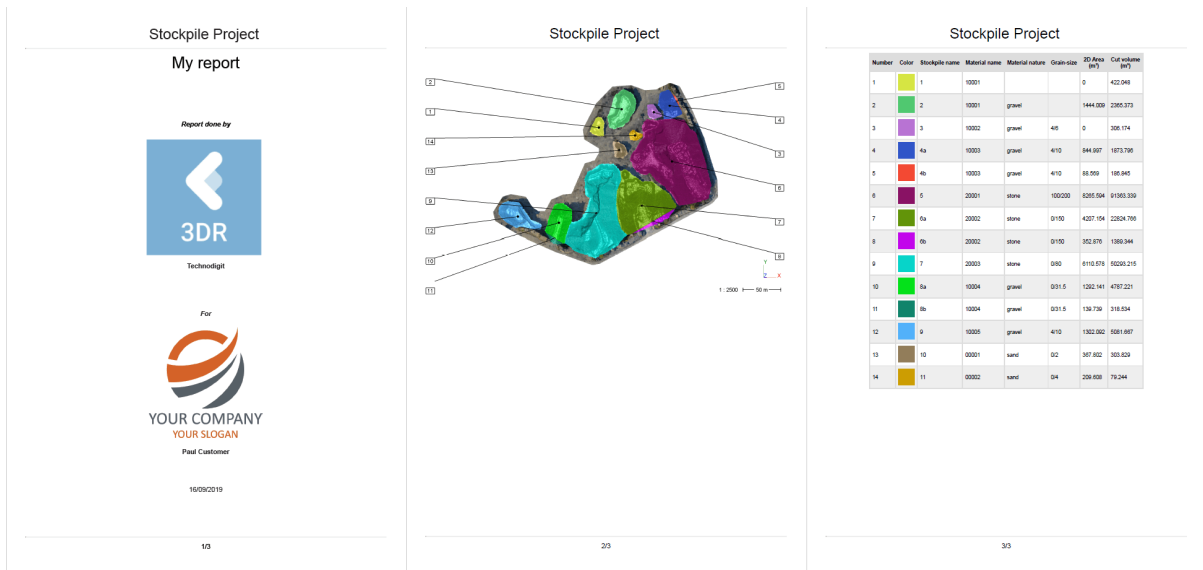 Stockpile Project
My report
Report done by
3DR
Technodigit
For
YOUR COMPANY
YOUR SLOGAN
Paul Customer
16/09/2019
1/3
Stockpile Project
2
1
14
13
9
12
10
11
5
4
3
6
7
8
Y
Z X
1 : 2500 50 m
2/3
Stockpile Project
Number Color Stockpile name Material name Material nature Grain-size 2D Area (m²) Cut volume (m³)
1 1 10001 0 422.048
2 2 10001 gravel 1444.009 2365.373
3 3 10002 gravel 4/6 0 306.174
4 4a 10003 gravel 4/10 844.997 1873.796
5 4b 10003 gravel 4/10 88.569 186.845
6 5 20001 stone 100/200 8265.594 91363.339
7 6a 20002 stone 0/150 4207.154 22824.766
8 6b 20002 stone 0/150 352.876 1389.344
9 7 20003 stone 0/80 6110.578 50293.215
10 8a 10004 gravel 0/31.5 1292.141 4787.221
11 8b 10004 gravel 0/31.5 139.739 318.534
12 9 10005 gravel 4/10 1302.092 5081.667
13 10 00001 sand 0/2 367.802 303.829
14 11 00002 sand 0/4 209.608 79.244
3/3